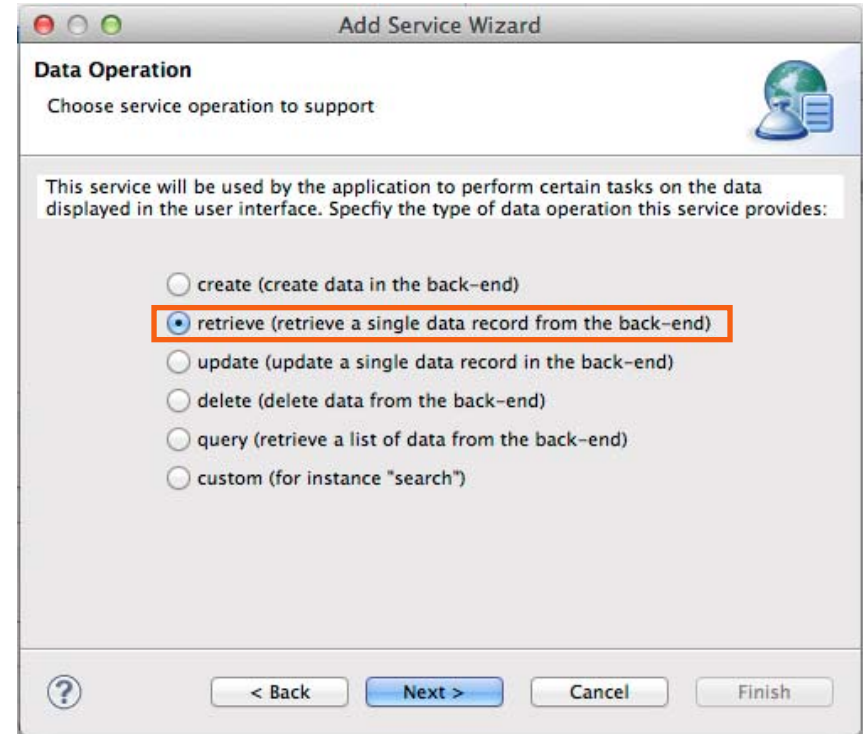 Add Service Wizard
Data Operation
Choose service operation to support
This service will be used by the application to perform certain tasks on the data
displayed in the user interface. Specfiy the type of data operation this service provides:
create (create data in the back-end)
retrieve (retrieve a single data record from the back-end)
update (update a single data record in the back-end)
delete (delete data from the back-end)
query (retrieve a list of data from the back-end)
custom (for instance "search")
?
< Back Next > Cancel Finish